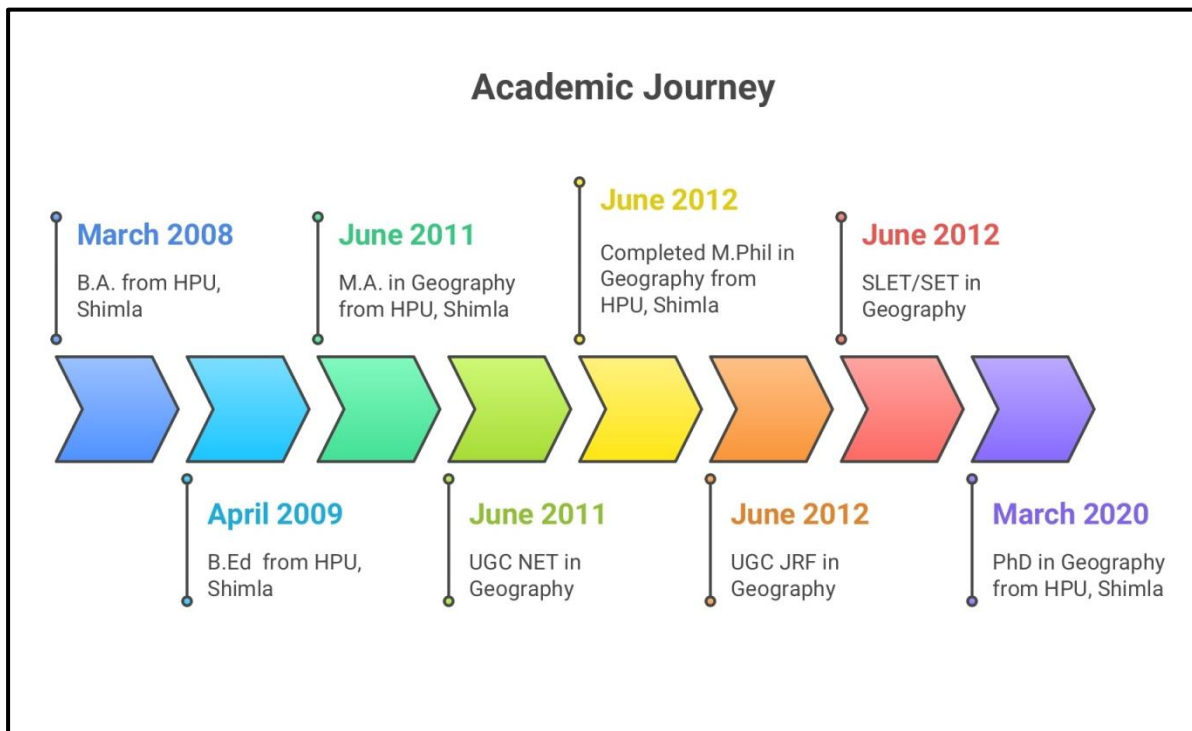 Academic Journey
March 2008
B.A. from HPU,
Shimla
April 2009
B.Ed  from HPU,
Shimla
June 2011
M.A. in Geography
from HPU, Shimla
June 2011
UGC NET in
Geography
June 2012
Completed M.Phil in
Geography from
HPU, Shimla
June 2012
UGC JRF in
Geography
June 2012
SLET/SET in
Geography
March 2020
PhD in Geography
from HPU, Shimla